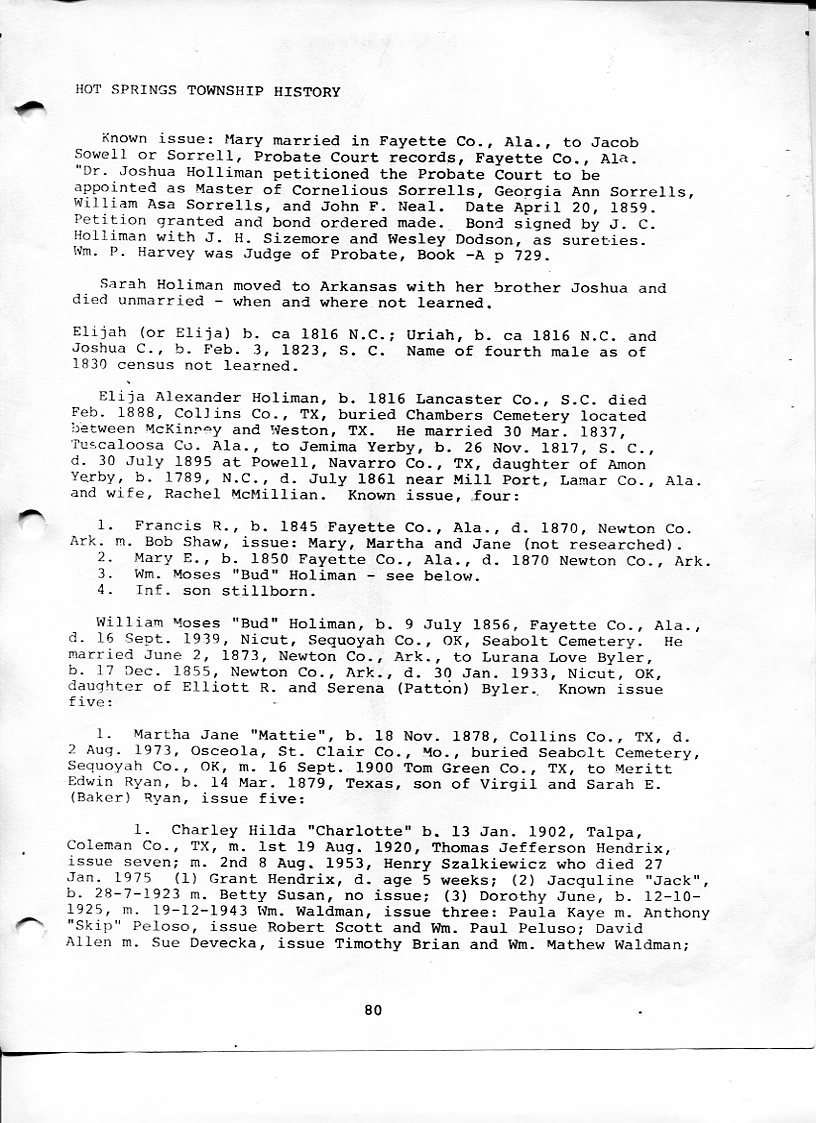 HOT SPRINGS TOWNSHIP HISTORY
Known issue: Mary married in Fayette Co., Ala., to Jacob
Sowell or Sorrell, Probate Court records, Fayette Co., Ala.
"Dr. Joshua Holliman petitioned the Probate Court to be
appointed as Master of Cornelious Sorrells, Georgia Ann Sorrells,
William Asa Sorrells, and John F. Neal. Date April 20, 1859.
Petition granted and bond ordered made. Bond signed by J. C.
Holliman with J. H. Sizemore and Wesley Dodson, as sureties.
Wm. P. Harvey was Judge of Probate, Book -A p 729.
Sarah Holiman moved to Arkansas with her brother Joshua and
died unmarried - when and where not learned.
Elijah (or Elija) b. ca 1816 N.C.; Uriah, b. ca 1816 N.C. and
Joshua C., b. Feb. 3, 1823, S. C. Name of fourth male as of
1830 census not learned.
Elija Alexander Holiman, b. 1816 Lancaster Co., S.C. died
Feb. 1888, Collins Co., TX, buried Chambers Cemetery located
between McKinney and Weston, TX. He married 30 Mar. 1837,
Tuscaloosa Co. Ala., to Jemima Yerby, b. 26 Nov. 1817, S. C.,
d. 30 July 1895 at Powell, Navarro Co., TX, daughter of Amon
Yerby, b. 1789, N.C., d. July 1861 near Mill Port, Lamar Co., Ala.
and wife, Rachel McMillian. Known issue, four:
1. Francis R., b. 1845 Fayette Co., Ala., d. 1870, Newton Co.
Ark. m. Bob Shaw, issue: Mary, Martha and Jane (not researched).
2. Mary E., b. 1850 Fayette Co., Ala., d. 1870 Newton Co., Ark.
3. Wm. Moses "Bud" Holiman - see below.
4. Inf. son stillborn.
William Moses "Bud" Holiman, b. 9 July 1856, Fayette Co., Ala.,
d. 16 Sept. 1939, Nicut, Sequoyah Co., OK, Seabolt Cemetery. He
married June 2, 1873, Newton Co., Ark., to Lurana Love Byler,
b. 17 Dec. 1855, Newton Co., Ark., d. 30 Jan. 1933, Nicut, OK,
daughter of Elliott R. and Serena (Patton) Byler. Known issue
five:
1. Martha Jane "Mattie", b. 18 Nov. 1878, Collins Co., TX, d.
2 Aug. 1973, Osceola, St. Clair Co., Mo., buried Seabolt Cemetery,
Sequoyah Co., OK, m. 16 Sept. 1900 Tom Green Co., TX, to Meritt
Edwin Ryan, b. 14 Mar. 1879, Texas, son of Virgil and Sarah E.
(Baker) Ryan, issue five:
1. Charley Hilda "Charlotte" b. 13 Jan. 1902, Talpa,
Coleman Co., TX, m. 1st 19 Aug. 1920, Thomas Jefferson Hendrix,
issue seven; m. 2nd 8 Aug. 1953, Henry Szalkiewicz who died 27
Jan. 1975 (1) Grant Hendrix, d. age 5 weeks; (2) Jacquline "Jack",
b. 28-7-1923 m. Betty Susan, no issue; (3) Dorothy June, b. 12-10-
1925, m. 19-12-1943 Wm. Waldman, issue three: Paula Kaye m. Anthony
"Skip" Peloso, issue Robert Scott and Wm. Paul Peluso; David
Allen m. Sue Devecka, issue Timothy Brian and Wm. Mathew Waldman;
80